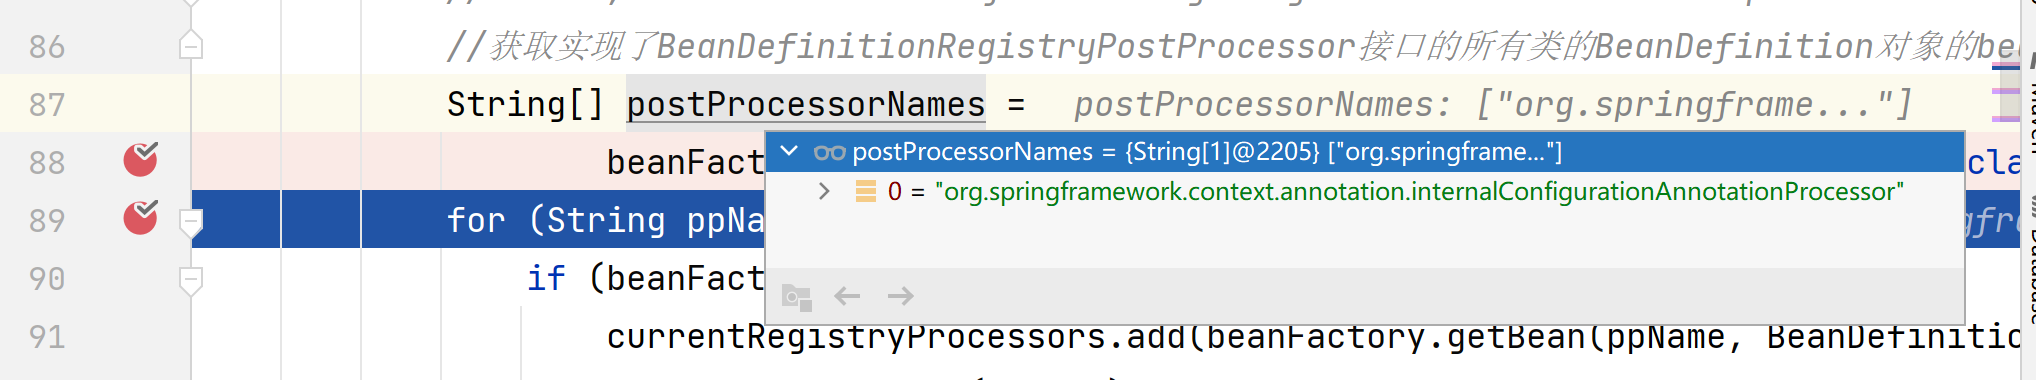 86 //获取实现了BeanDefinitionRegistryPostProcessor接口的所有类的BeanDefinition对象的be
87 String[] postProcessorNames = postProcessorNames: ["org.springframe..."]
88 beanFact cla
postProcessorNames = {String[1]@2205} ["org.springframe..."]
0 = "org.springframework.context.annotation.internalConfigurationAnnotationProcessor"
89 for (String ppNa gfra
90 if (beanFact
91 currentRegistryProcessors.add(beanFactory.getBean(ppName, BeanDefinitio
Maven
Database